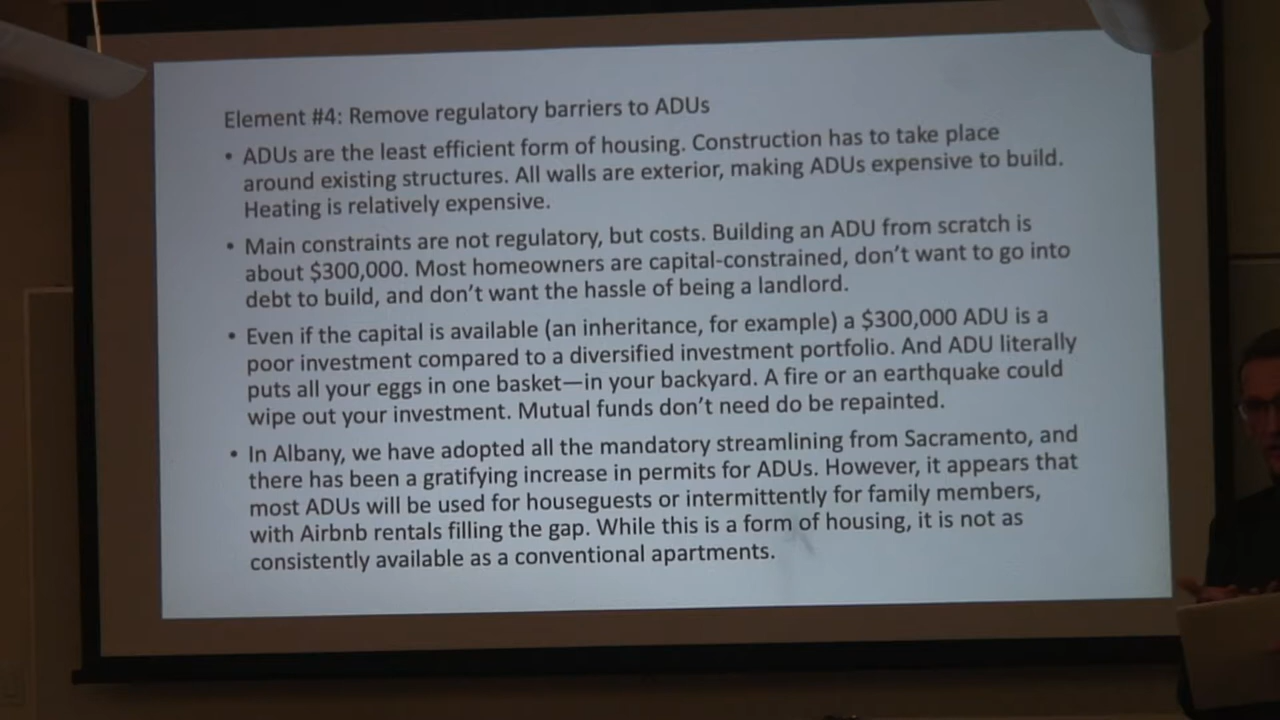 Element #4: Remove regulatory barriers to ADUs
• ADUs are the least efficient form of housing. Construction has to take place
around existing structures. All walls are exterior, making ADUs expensive to build.
Heating is relatively expensive.
• Main constraints are not regulatory, but costs. Building an ADU from scratch is
about $300,000. Most homeowners are capital-constrained, don’t want to go into
debt to build, and don’t want the hassle of being a landlord.
• Even if the capital is available (an inheritance, for example) a $300,000 ADU is a
poor investment compared to a diversified investment portfolio. And ADU literally
puts all your eggs in one basket—in your backyard. A fire or an earthquake could
wipe out your investment. Mutual funds don’t need do be repainted.
• In Albany, we have adopted all the mandatory streamlining from Sacramento, and
there has been a gratifying increase in permits for ADUs. However, it appears that
most ADUs will be used for houseguests or intermittently for family members,
with Airbnb rentals filling the gap. While this is a form of housing, it is not as
consistently available as a conventional apartments.